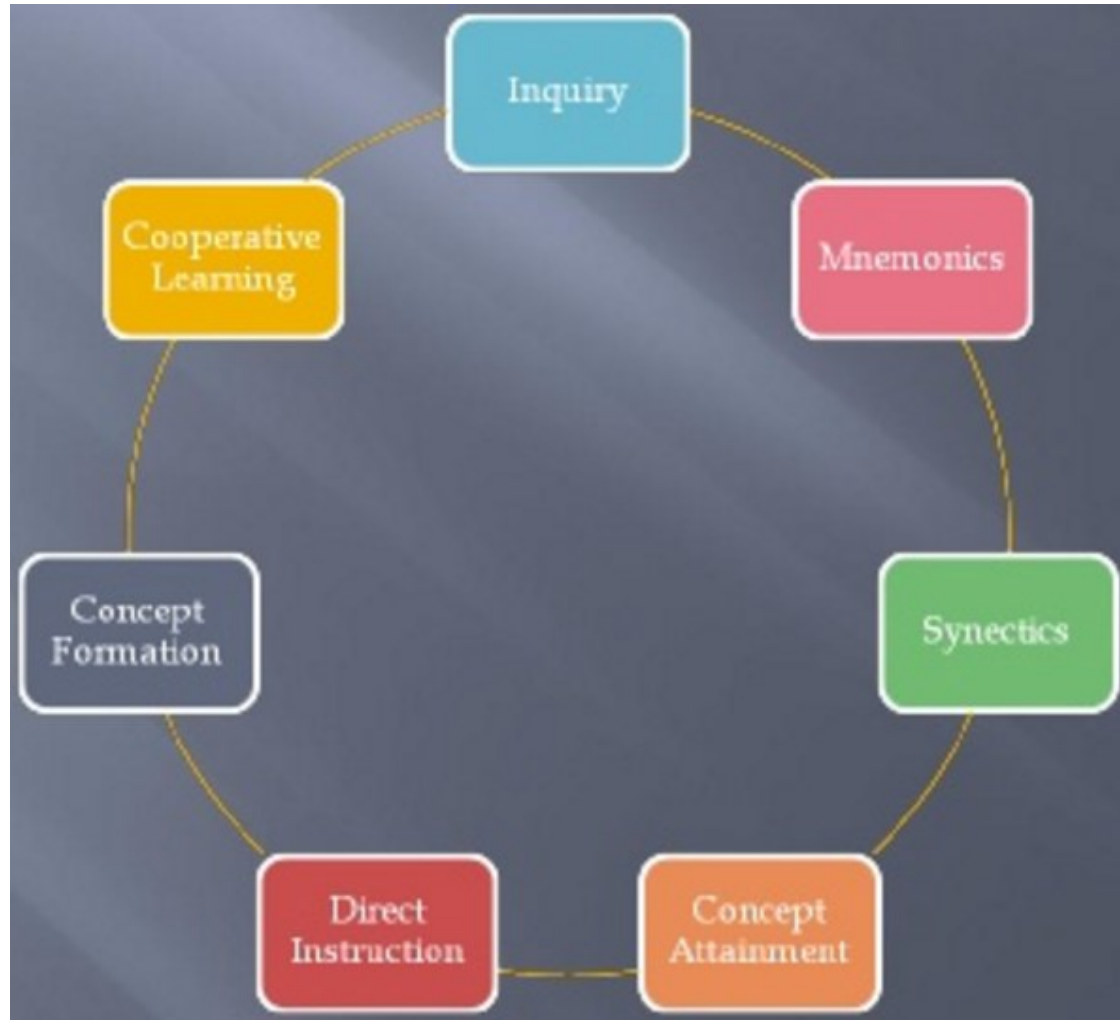 Inquiry
Mnemonics
Synectics
Concept
Attainment
Direct
Instruction
Concept
Formation
Cooperative
Learning